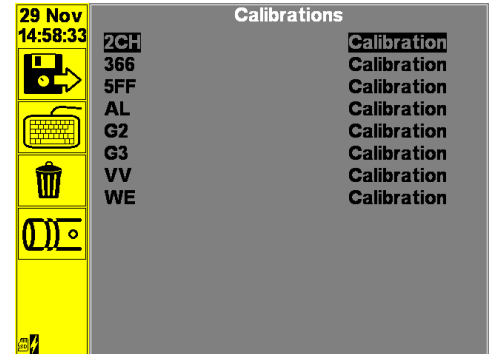 29 Nov
14:58:33
Calibrations
2CH Calibration
366 Calibration
5FF Calibration
AL Calibration
G2 Calibration
G3 Calibration
VV Calibration
WE Calibration